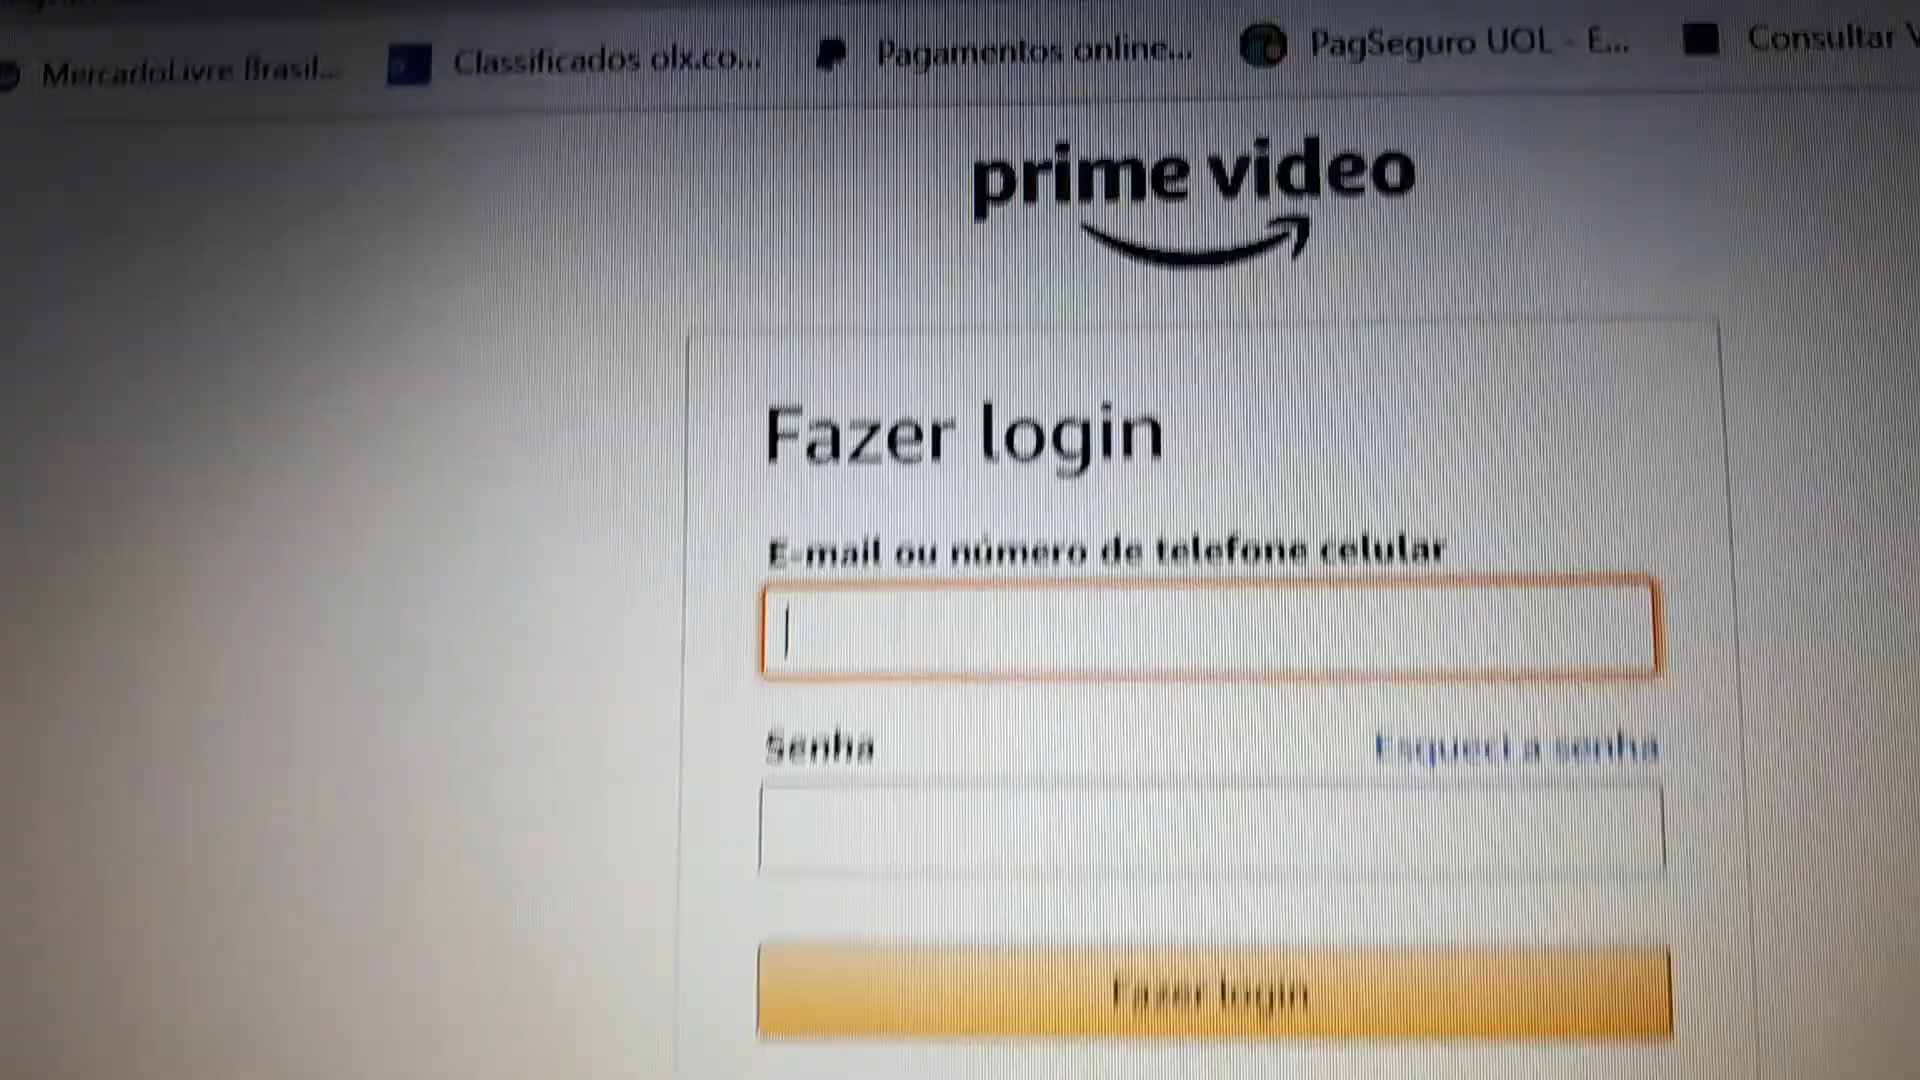 MercadoLivre Brasil...
Classificados olx.co...
Pagamentos online...
PagSeguro UOL - E...
Consultar V
prime video
Fazer login
E-mail ou número de telefone celular
Senha
Esqueci a senha
Fazer login